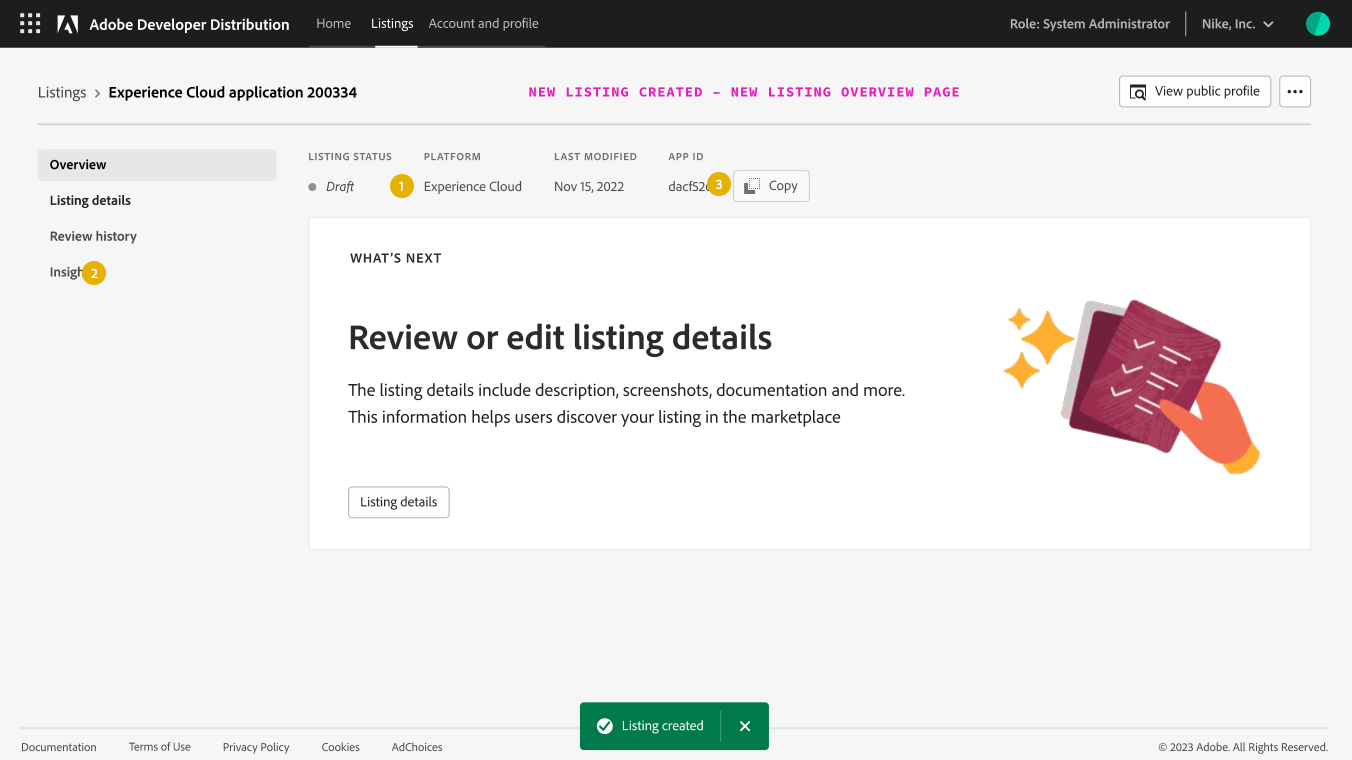 Adobe Developer Distribution
Home
Listings
Account and profile
Role: System Administrator
Nike, Inc.
Listings > Experience Cloud application 200334
NEW LISTING CREATED – NEW LISTING OVERVIEW PAGE
View public profile
Overview
Listing details
Review history
2
LISTING STATUS
PLATFORM
LAST MODIFIED
APP ID
Draft
1
Experience Cloud
Nov 15, 2022
3
Copy
WHAT'S NEXT
Review or edit listing details
The listing details include description, screenshots, documentation and more.
This information helps users discover your listing in the marketplace
Listing details
Listing created
Documentation
Terms of Use
Privacy Policy
Cookies
AdChoices
© 2023 Adobe. All Rights Reserved.